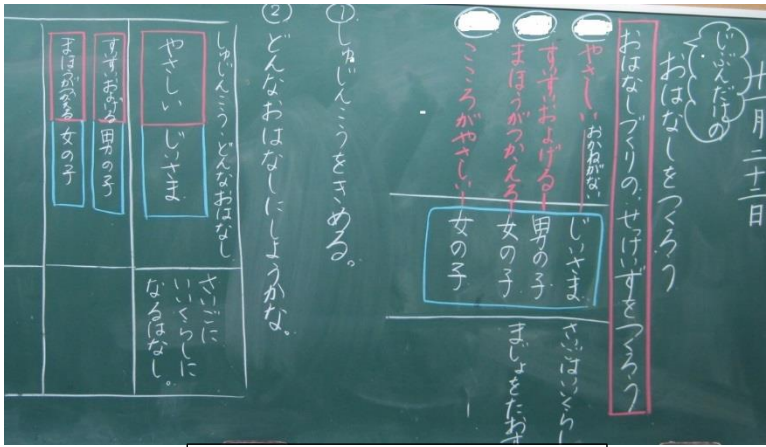 十一月二十二日
じぶんだけの
おはなしをつくろう
おはなしづくりの、せっけいずをつくろう
やさしい おかねがない じいさま さいはいいくらし
すいすいおよげる 男の子
まほうがつかえる 女の子 まじょをたおす
こころがやさしい 女の子
① しゅじんこうをきめる。
② どんなおはなしにしようかな。
しゅじんこう・どんなおはなし
やさしい じいさま
さいごに
いいくらしに
なるはなし。
すいすいおよげる 男の子
まほうがつかえる 女の子